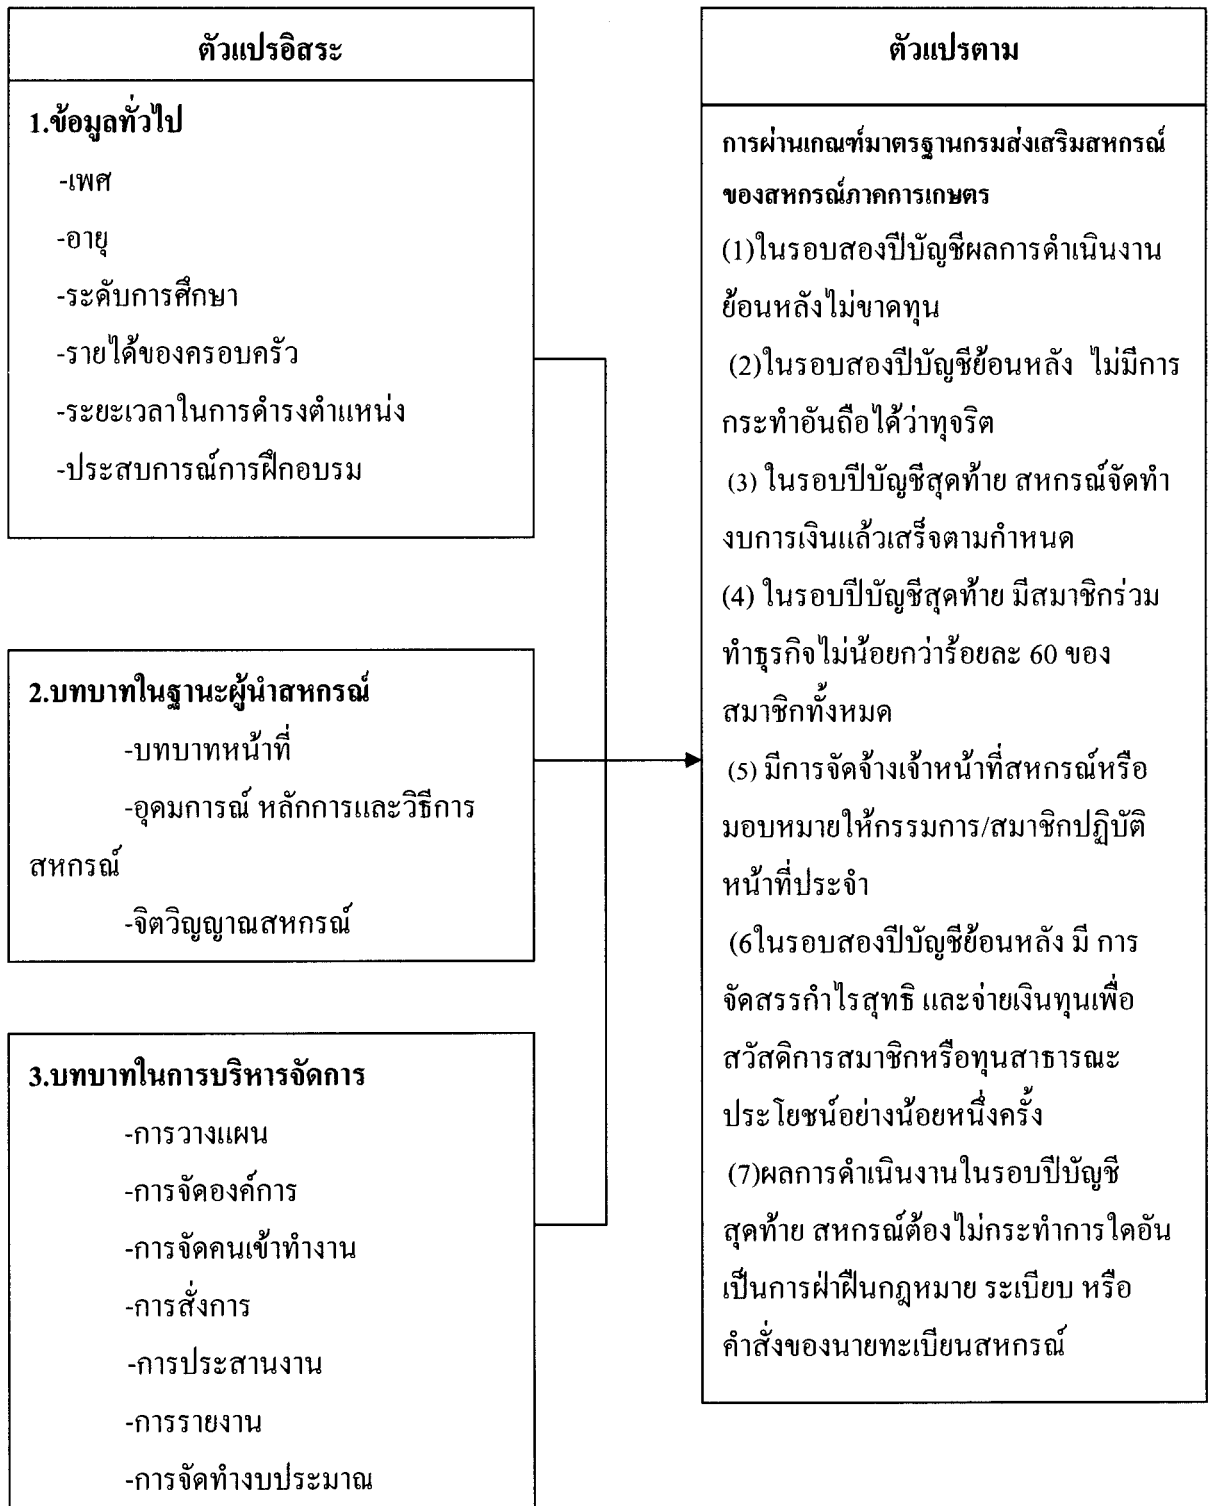 ตัวแปรอิสระ
1.ข้อมูลทั่วไป
-เพศ
-อายุ
-ระดับการศึกษา
-รายได้ของครอบครัว
-ระยะเวลาในการดำรงตำแหน่ง
-ประสบการณ์การฝึกอบรม
2.บทบาทในฐานะผู้นำสหกรณ์
-บทบาทหน้าที่
-อุดมการณ์ หลักการและวิธีการ
สหกรณ์
-จิตวิญญาณสหกรณ์
3.บทบาทในการบริหารจัดการ
-การวางแผน
-การจัดองค์การ
-การจัดคนเข้าทำงาน
-การสั่งการ
-การประสานงาน
-การรายงาน
-การจัดทำงบประมาณ
ตัวแปรตาม
การผ่านเกณฑ์มาตรฐานกรมส่งเสริมสหกรณ์
ของสหกรณ์ภาคการเกษตร
(1)ในรอบสองปีบัญชีผลการดำเนินงาน
ย้อนหลังไม่ขาดทุน
(2)ในรอบสองปีบัญชีย้อนหลัง ไม่มีการ
กระทำอันถือได้ว่าทุจริต
(3) ในรอบปีบัญชีสุดท้าย สหกรณ์จัดทำ
งบการเงินแล้วเสร็จตามกำหนด
(4) ในรอบปีบัญชีสุดท้าย มีสมาชิกร่วม
ทำธุรกิจไม่น้อยกว่าร้อยละ 60 ของ
สมาชิกทั้งหมด
(5) มีการจัดจ้างเจ้าหน้าที่สหกรณ์หรือ
มอบหมายให้กรรมการ/สมาชิกปฏิบัติ
หน้าที่ประจำ
(6ในรอบสองปีบัญชีย้อนหลัง มี การ
จัดสรรกำไรสุทธิ และจ่ายเงินทุนเพื่อ
สวัสดิการสมาชิกหรือทุนสาธารณะ
ประโยชน์อย่างน้อยหนึ่งครั้ง
(7)ผลการดำเนินงานในรอบปีบัญชี
สุดท้าย สหกรณ์ต้องไม่กระทำการใดอัน
เป็นการฝ่าฝืนกฎหมาย ระเบียบ หรือ
คำสั่งของนายทะเบียนสหกรณ์